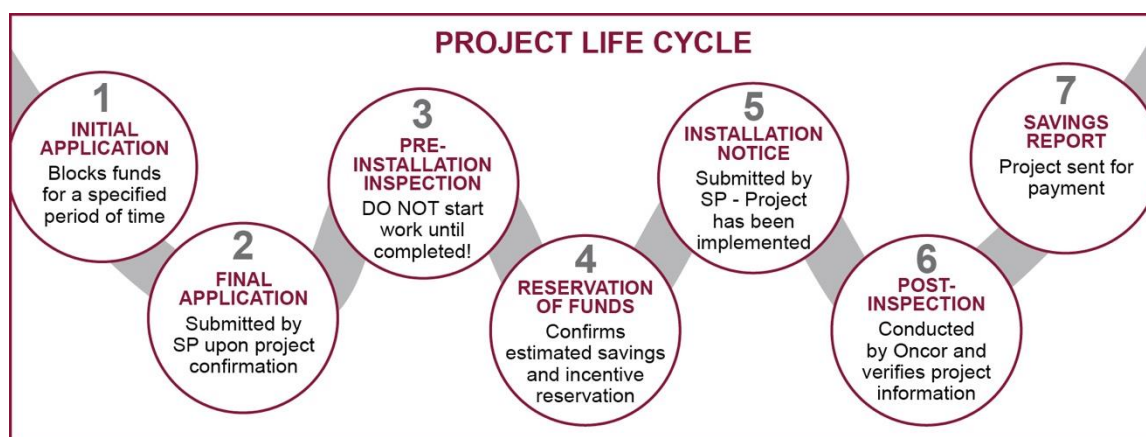 PROJECT LIFE CYCLE
1
INITIAL
APPLICATION
Blocks funds
for a specified
period of time
2
FINAL
APPLICATION
Submitted by
SP upon project
confirmation
3
PRE-
INSTALLATION
INSPECTION
DO NOT start
work until
completed!
4
RESERVATION
OF FUNDS
Confirms
estimated savings
and incentive
reservation
5
INSTALLATION
NOTICE
Submitted by
SP - Project
has been
implemented
6
POST-
INSPECTION
Conducted
by Oncor and
verifies project
information
7
SAVINGS
REPORT
Project sent for
payment